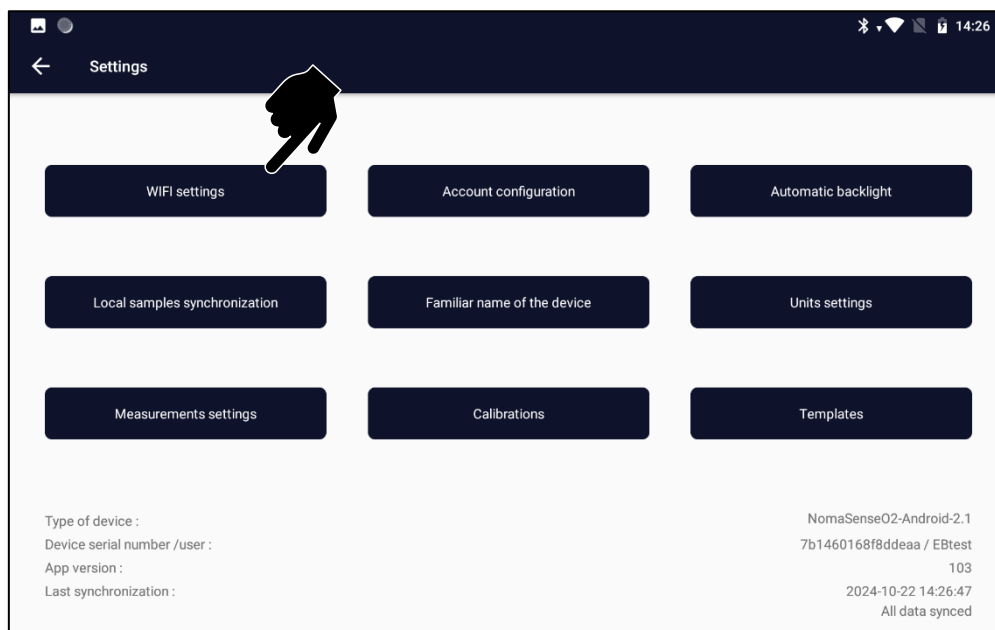 14:26
Settings
WIFI settings
Account configuration
Automatic backlight
Local samples synchronization
Familiar name of the device
Units settings
Measurements settings
Calibrations
Templates
Type of device : NomaSenseO2-Android-2.1
Device serial number /user : 7b1460168f8ddeaa / EBtest
App version : 103
Last synchronization : 2024-10-22 14:26:47
All data synced